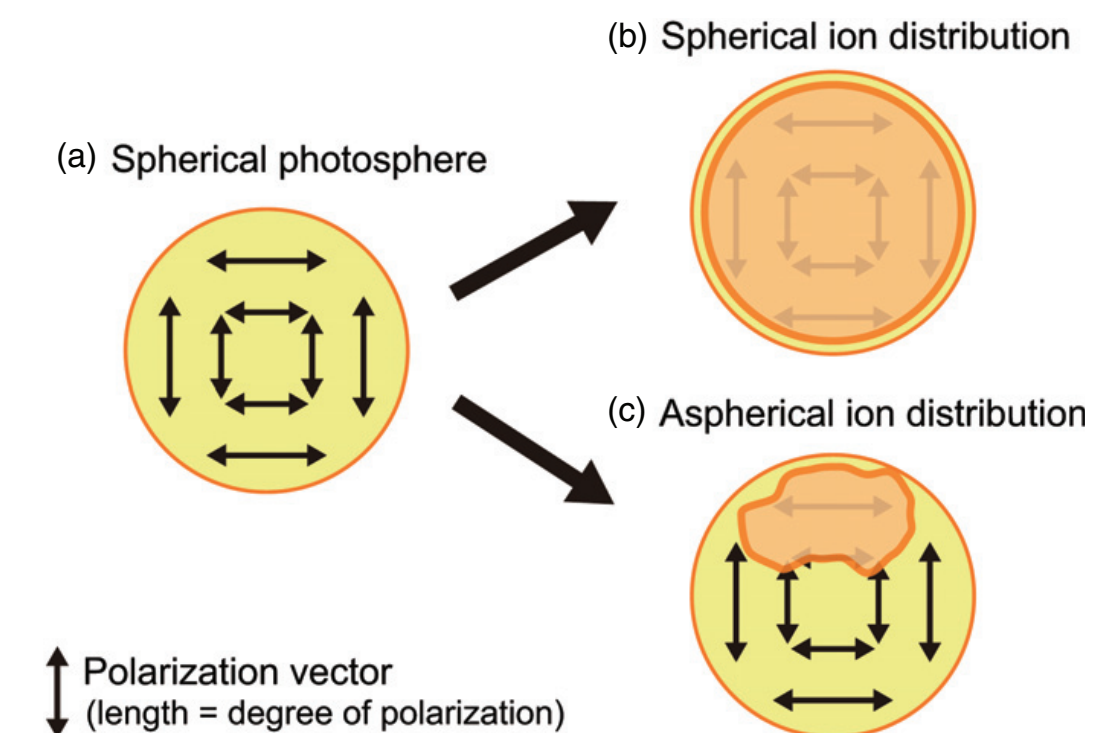 (b) Spherical ion distribution
(a) Spherical photosphere
(c) Aspherical ion distribution
Polarization vector
(length = degree of polarization)